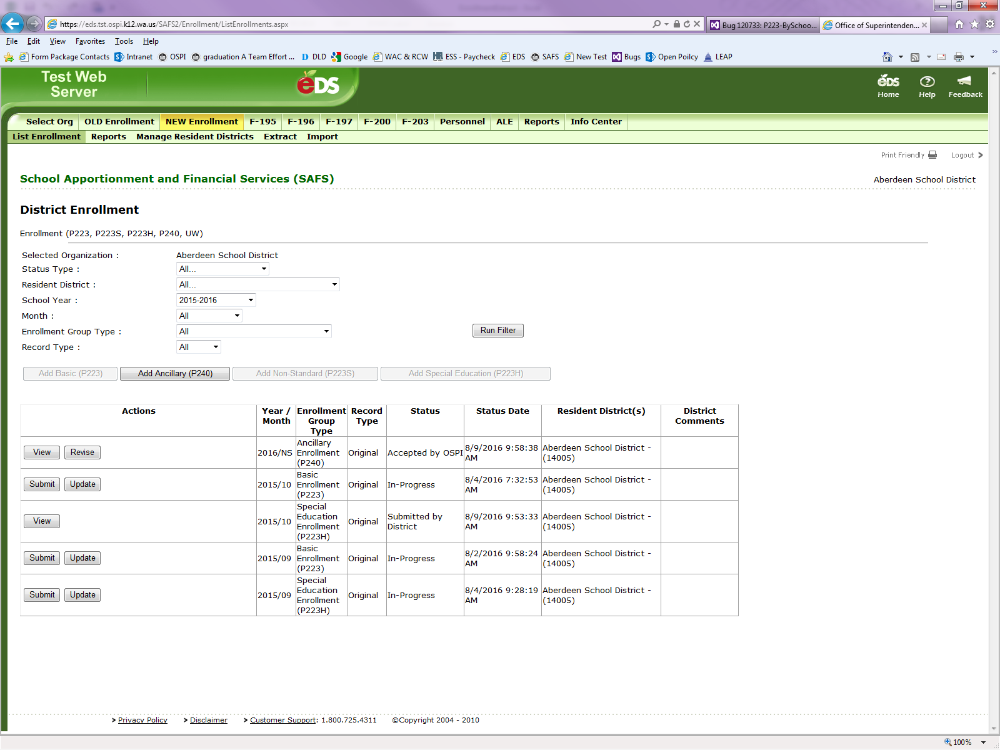 https://eds.tst.ospi.k12.wa.us/SAFS2/Enrollment/ListEnrollments.aspx
Bug 120733: P223-BySchoo...
Office of Superintenden...
File Edit View Favorites Tools Help
Form Package Contacts Intranet OSPI graduation A Team Effort ... D DLD Google WAC & RCW ESS - Paycheck EDS SAFS New Test Bugs Open Poilcy LEAP
Test Web
Server
eDS
eDS
Home Help Feedback
Select Org OLD Enrollment NEW Enrollment F-195 F-196 F-197 F-200 F-203 Personnel ALE Reports Info Center
List Enrollment Reports Manage Resident Districts Extract Import
Print Friendly Logout
School Apportionment and Financial Services (SAFS)
Aberdeen School District
District Enrollment
Enrollment (P223, P223S, P223H, P240, UW)
Selected Organization : Aberdeen School District
Status Type : All...
Resident District : All...
School Year : 2015-2016
Month : All
Enrollment Group Type : All
Run Filter
Record Type : All
Add Basic (P223) Add Ancillary (P240) Add Non-Standard (P223S) Add Special Education (P223H)
Actions
Year /
Month
Enrollment
Group
Type
Record
Type
Status
Status Date
Resident District(s)
District
Comments
View Revise
2016/NS
Ancillary
Enrollment
(P240)
Original
Accepted by OSPI
8/9/2016 9:58:38
AM
Aberdeen School District -
(14005)
Submit Update
2015/10
Basic
Enrollment
(P223)
Original
In-Progress
8/4/2016 7:32:53
AM
Aberdeen School District -
(14005)
View
2015/10
Special
Education
Enrollment
(P223H)
Original
Submitted by
District
8/9/2016 9:53:33
AM
Aberdeen School District -
(14005)
Submit Update
2015/09
Basic
Enrollment
(P223)
Original
In-Progress
8/2/2016 9:58:24
AM
Aberdeen School District -
(14005)
Submit Update
2015/09
Special
Education
Enrollment
(P223H)
Original
In-Progress
8/4/2016 9:28:19
AM
Aberdeen School District -
(14005)
Privacy Policy Disclaimer Customer Support: 1.800.725.4311 ©Copyright 2004 - 2010
100%